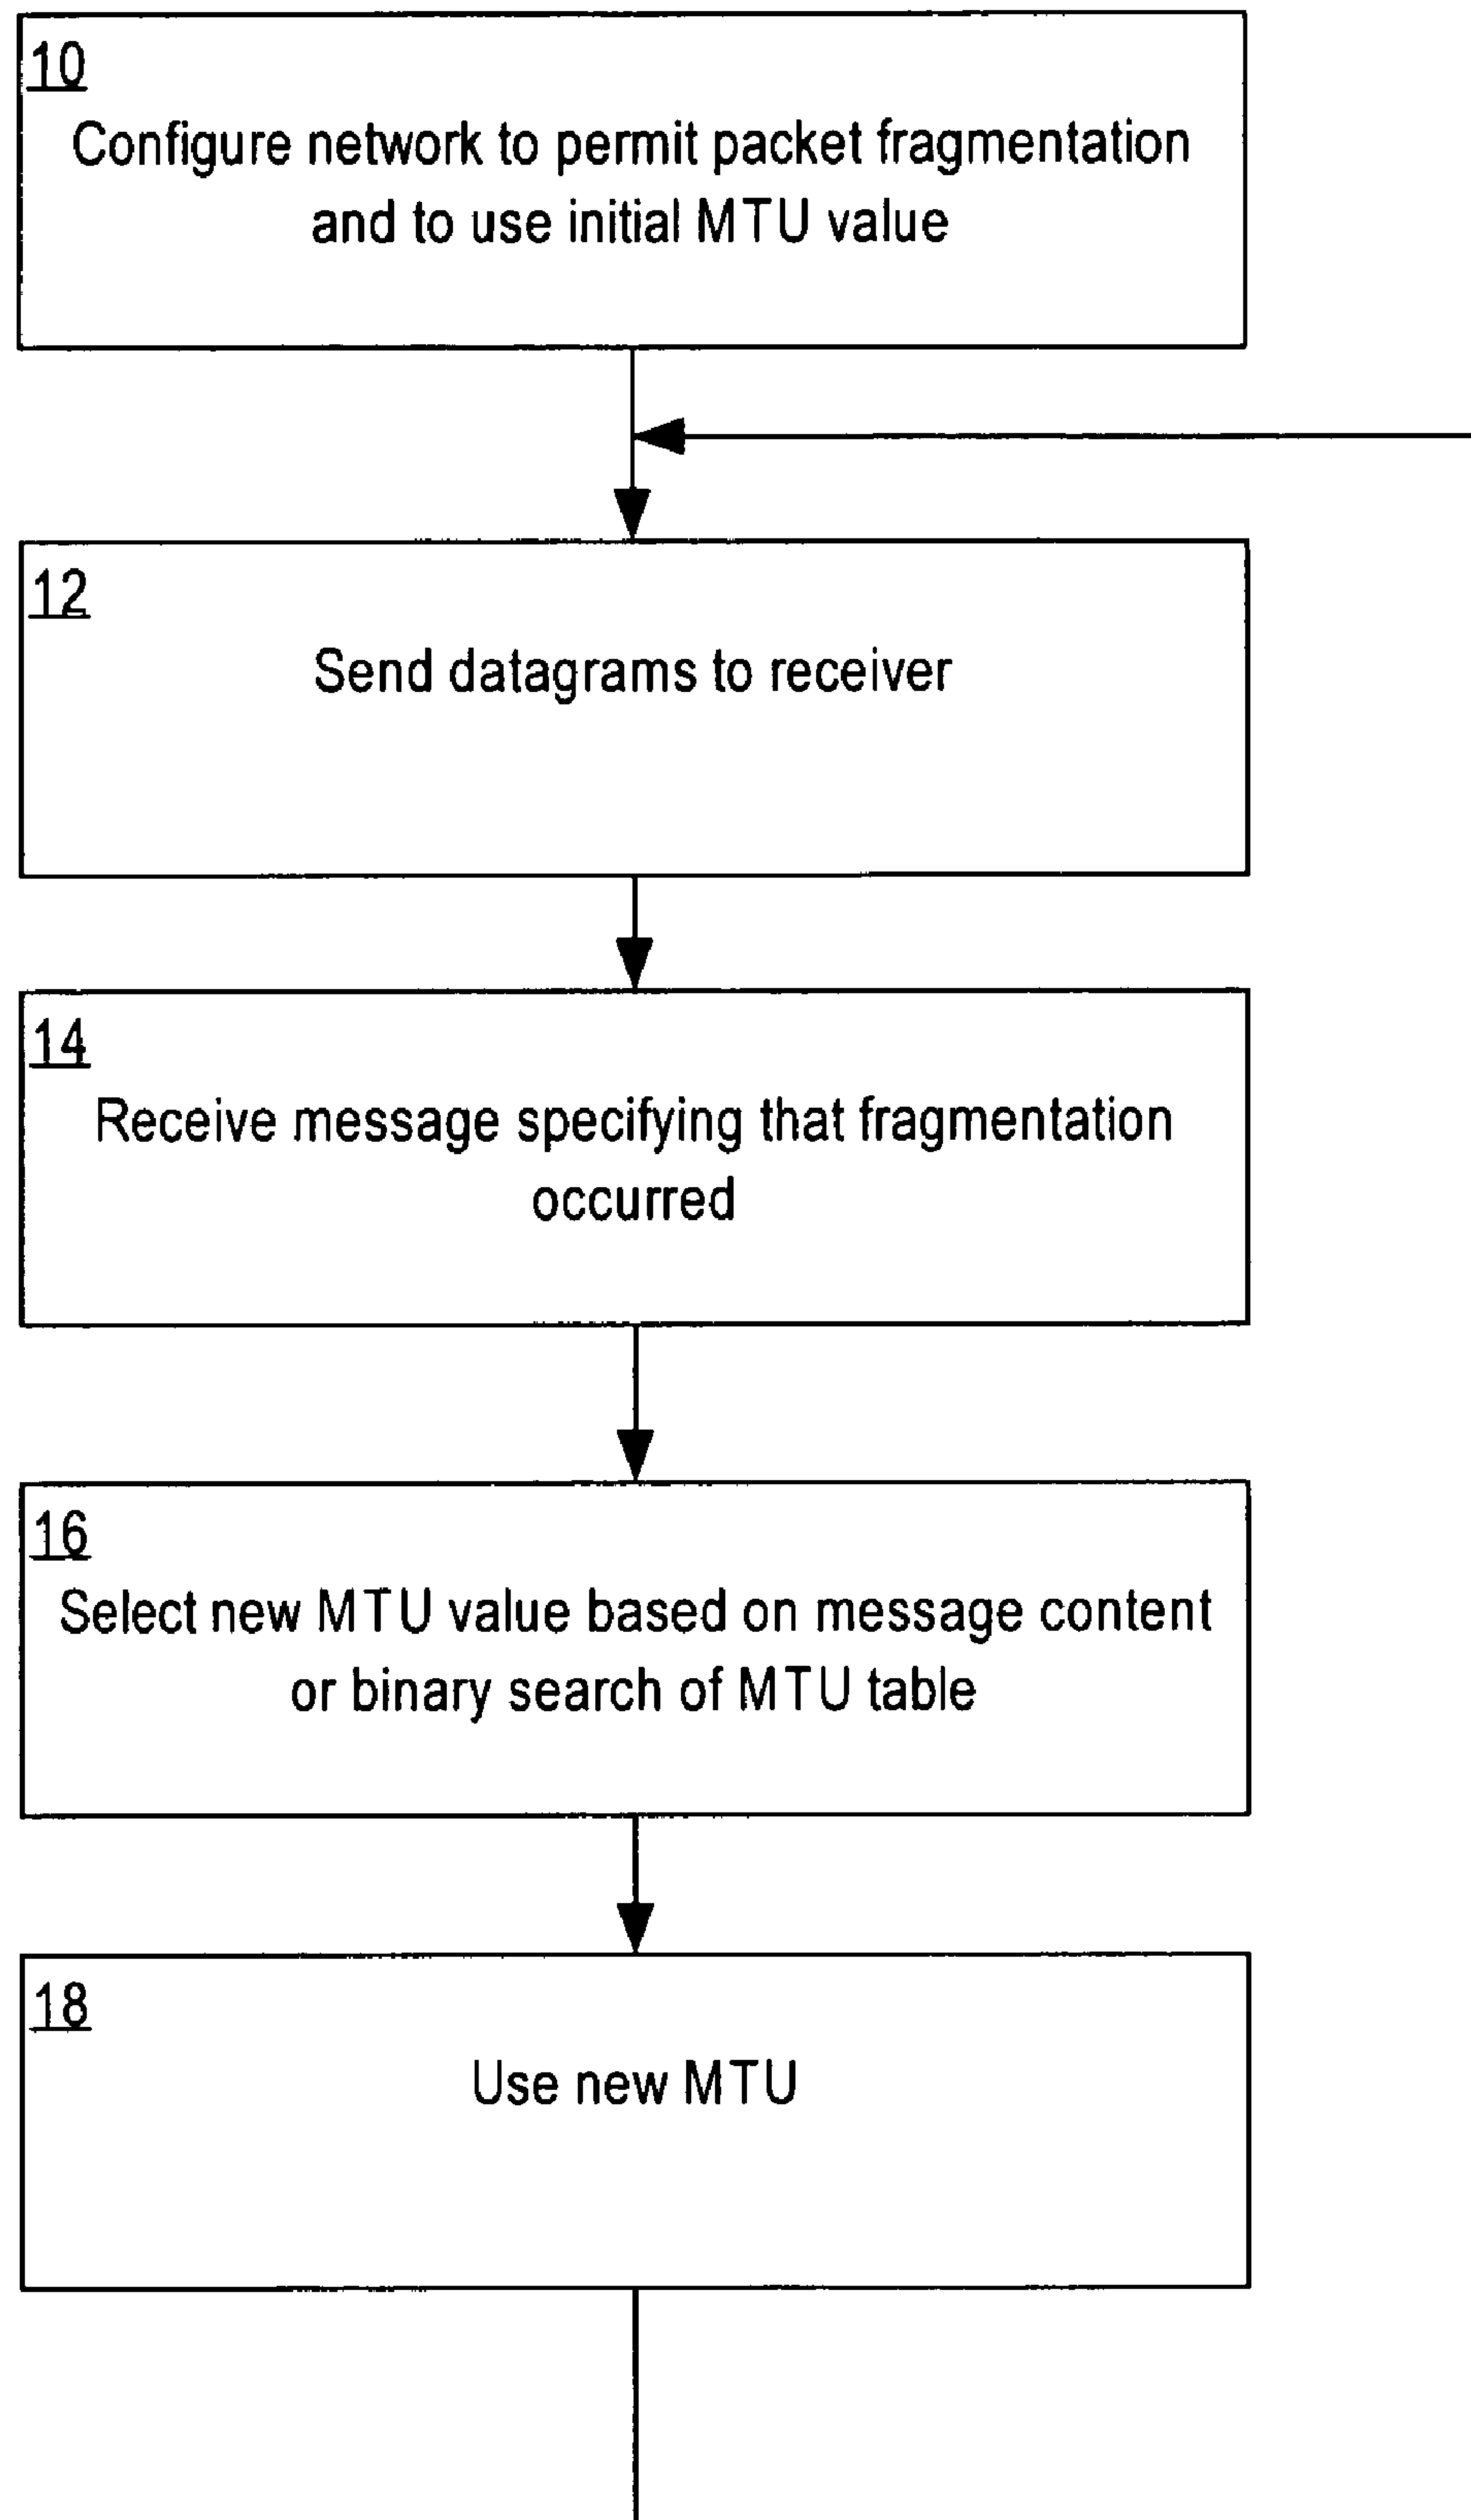 10
Configure network to permit packet fragmentation
and to use initial MTU value
12
Send datagrams to receiver
14
Receive message specifying that fragmentation
occurred
16
Select new MTU value based on message content
or binary search of MTU table
18
Use new MTU